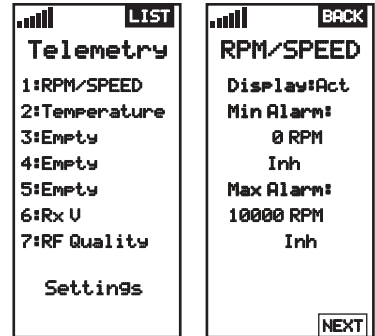 LIST
Telemetry
1:RPM/SPEED
2:Temperature
3:Empty
4:Empty
5:Empty
6:Rx V
7:RF Quality
Settings
BACK
RPM/SPEED
Display:Act
Min Alarm:
0 RPM
Inh
Max Alarm:
10000 RPM
Inh
NEXT